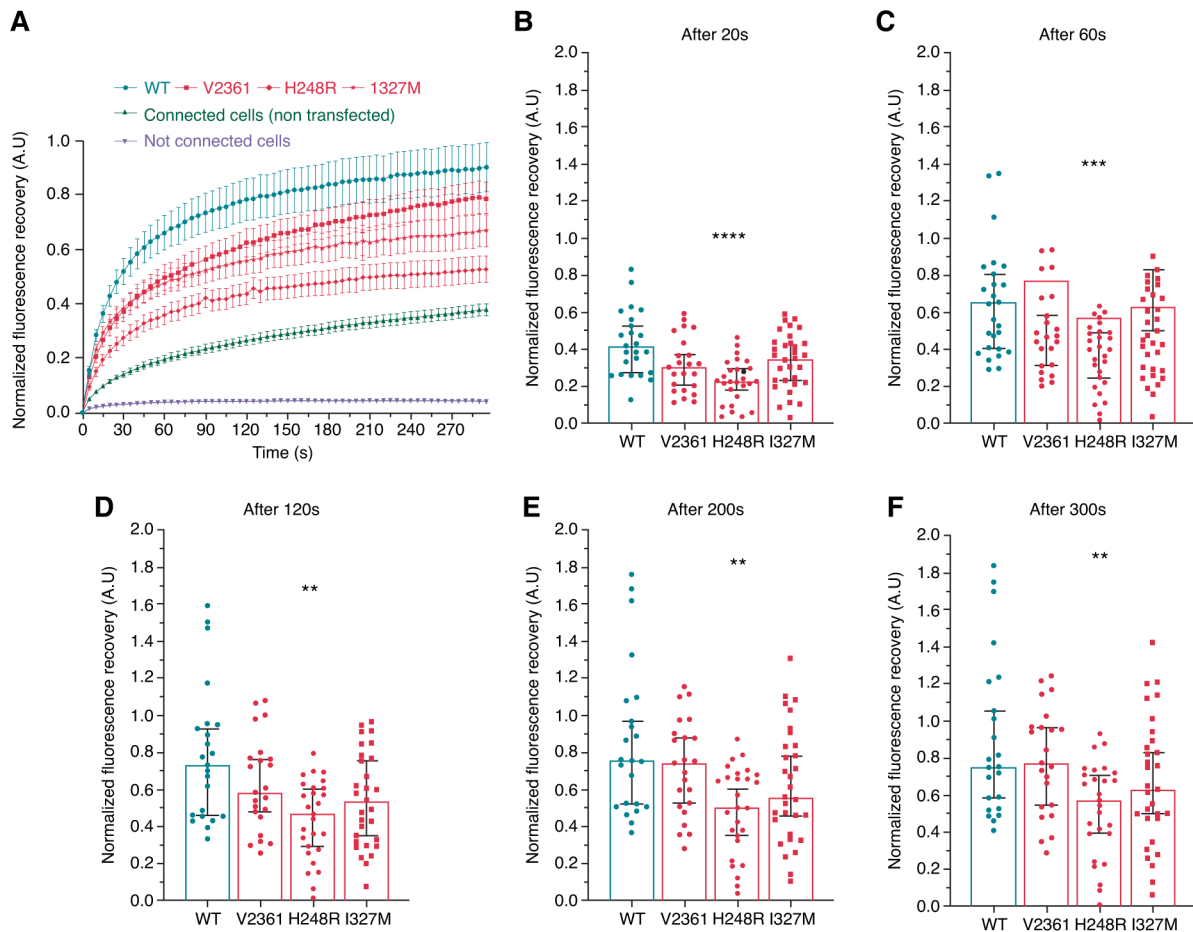 A
WT V2361 H248R 1327M
Connected cells (non transfected)
Not connected cells
Normalized fluorescence recovery (A.U)
1.0
0.8
0.6
0.4
0.2
0.0
0 30 60 90 120 150 180 210 240 270
Time (s)
B
After 20s
Normalized fluorescence recovery (A.U)
2.0
1.8
1.6
1.4
1.2
1.0
0.8
0.6
0.4
0.2
0.0
****
WT V2361 H248R I327M
C
After 60s
Normalized fluorescence recovery (A.U)
2.0
1.8
1.6
1.4
1.2
1.0
0.8
0.6
0.4
0.2
0.0
***
WT V2361 H248R I327M
D
After 120s
Normalized fluorescence recovery (A.U)
2.0
1.8
1.6
1.4
1.2
1.0
0.8
0.6
0.4
0.2
0.0
**
WT V2361 H248R I327M
E
After 200s
Normalized fluorescence recovery (A.U)
2.0
1.8
1.6
1.4
1.2
1.0
0.8
0.6
0.4
0.2
0.0
**
WT V2361 H248R I327M
F
After 300s
Normalized fluorescence recovery (A.U)
2.0
1.8
1.6
1.4
1.2
1.0
0.8
0.6
0.4
0.2
0.0
**
WT V2361 H248R I327M